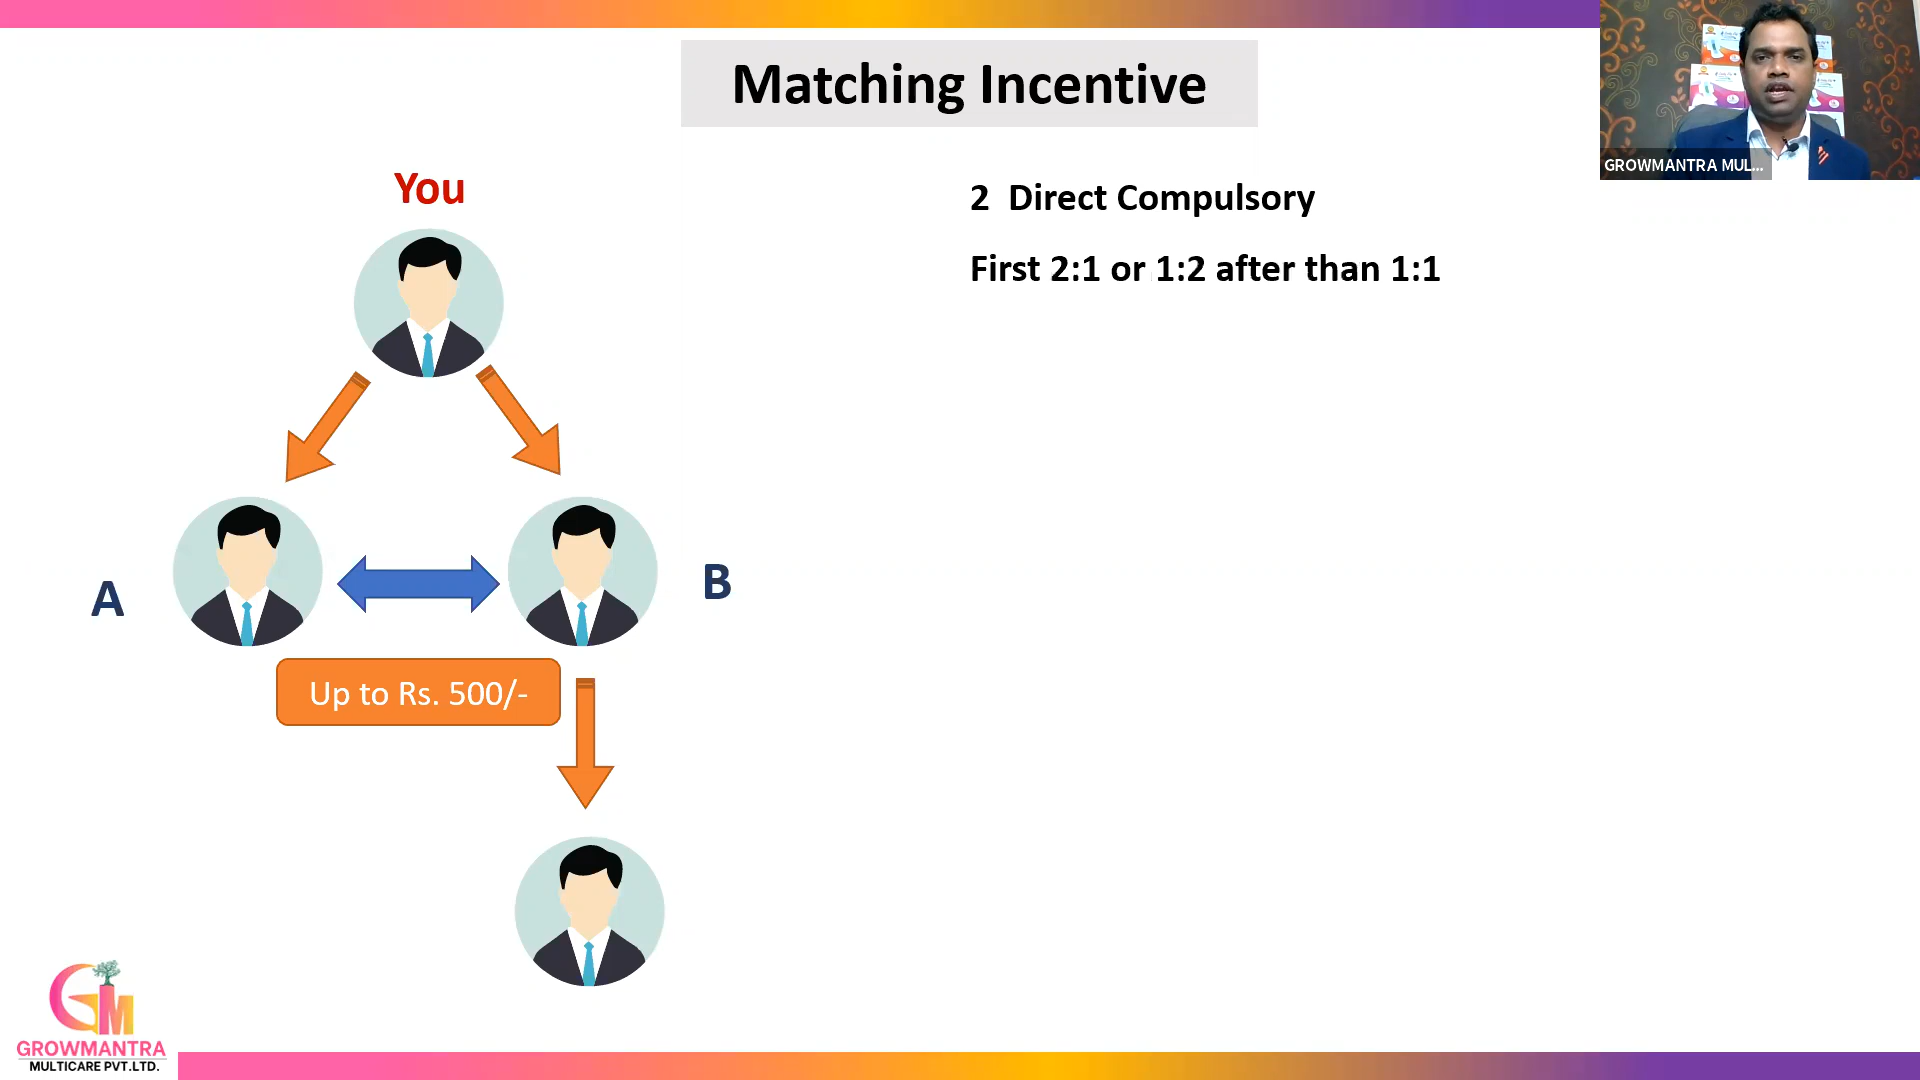 Matching Incentive
GROWMANTRA MUL...
You
2 Direct Compulsory
First 2:1 or 1:2 after than 1:1
A
B
Up to Rs. 500/-
GM
GROWMANTRA
MULTICARE PVT.LTD.